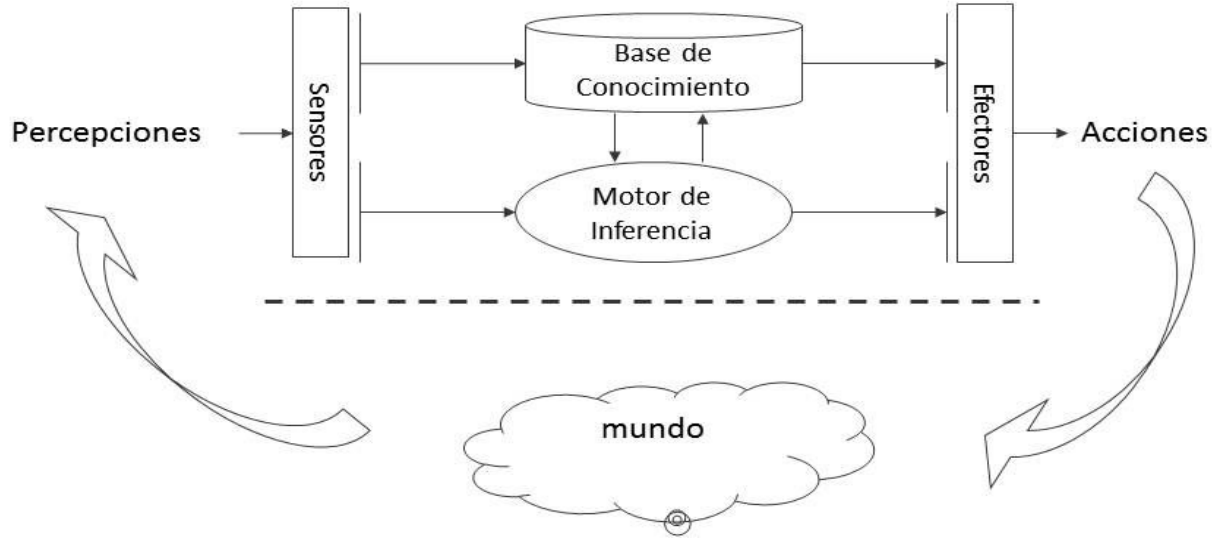 Percepciones
Sensores
Base de
Conocimiento
Motor de
Inferencia
Efectores
Acciones
mundo